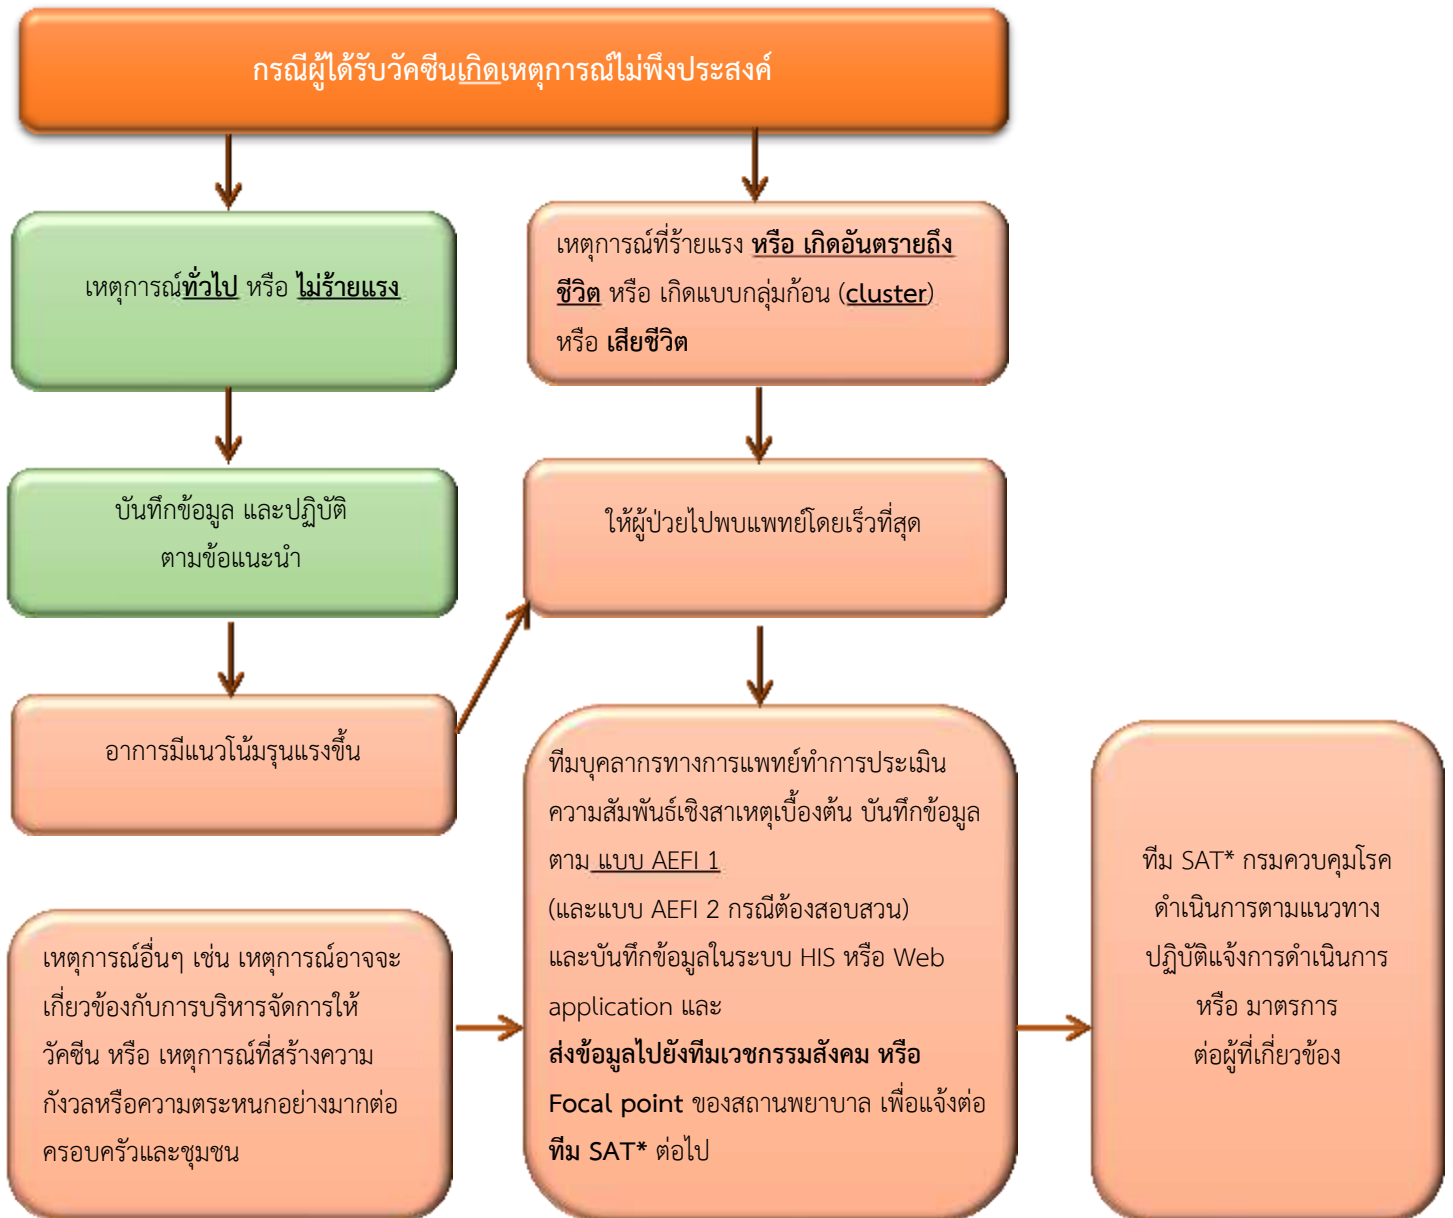 กรณีผู้ได้รับวัคซีนเกิดเหตุการณ์ไม่พึงประสงค์
เหตุการณ์ทั่วไป หรือ ไม่ร้ายแรง
เหตุการณ์ที่ร้ายแรง หรือ เกิดอันตรายถึง
ชีวิต หรือ เกิดแบบกลุ่มก้อน (cluster)
หรือ เสียชีวิต
บันทึกข้อมูล และปฏิบัติ
ตามข้อแนะนำ
ให้ผู้ป่วยไปพบแพทย์โดยเร็วที่สุด
อาการมีแนวโน้มรุนแรงขึ้น
เหตุการณ์อื่นๆ เช่น เหตุการณ์อาจจะ
เกี่ยวข้องกับการบริหารจัดการให้
วัคซีน หรือ เหตุการณ์ที่สร้างความ
กังวลหรือความตระหนกอย่างมากต่อ
ครอบครัวและชุมชน
ทีมบุคลากรทางการแพทย์ทำการประเมิน
ความสัมพันธ์เชิงสาเหตุเบื้องต้น บันทึกข้อมูล
ตาม แบบ AEFI 1
(และแบบ AEFI 2 กรณีต้องสอบสวน)
และบันทึกข้อมูลในระบบ HIS หรือ Web
application และ
ส่งข้อมูลไปยังทีมเวชกรรมสังคม หรือ
Focal point ของสถานพยาบาล เพื่อแจ้งต่อ
ทีม SAT* ต่อไป
ทีม SAT* กรมควบคุมโรค
ดำเนินการตามแนวทาง
ปฏิบัติแจ้งการดำเนินการ
หรือ มาตรการ
ต่อผู้ที่เกี่ยวข้อง